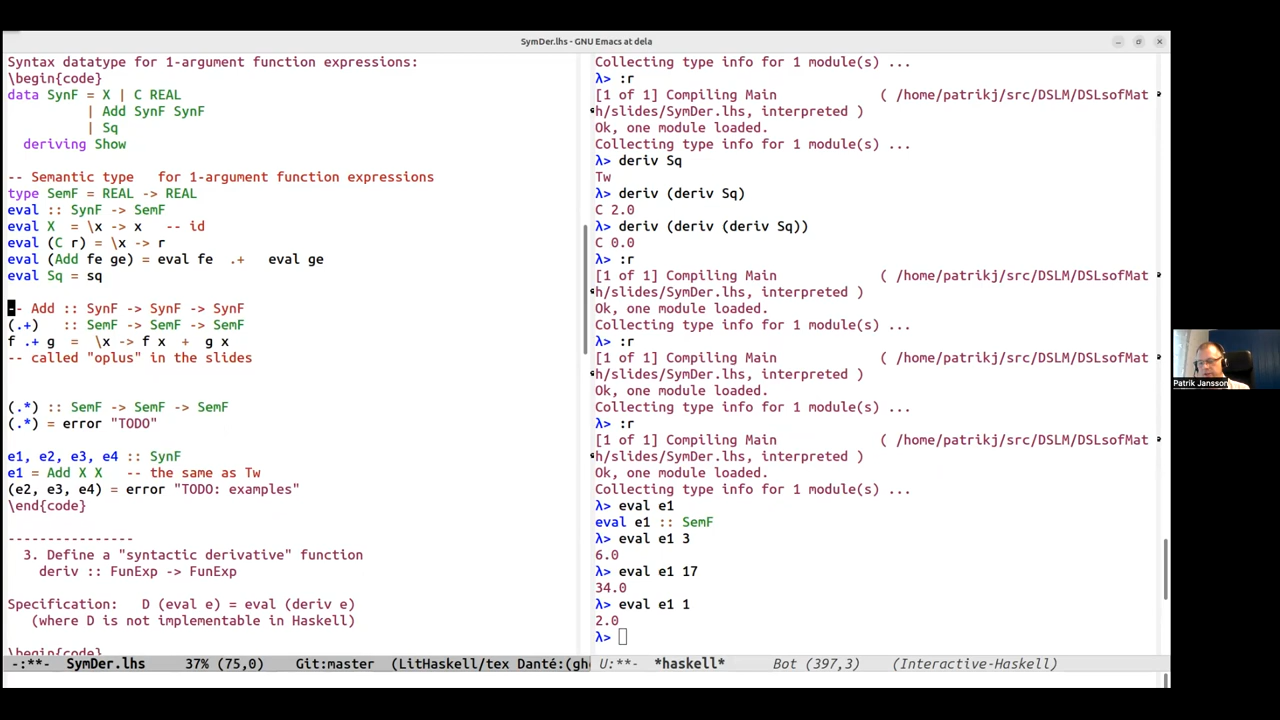 SymDer.lhs - GNU Emacs at dela
Syntax datatype for 1-argument function expressions:
\begin{code}
data SynF = X | C REAL
| Add SynF SynF
| Sq
deriving Show
-- Semantic type   for 1-argument function expressions
type SemF = REAL -> REAL
eval :: SynF -> SemF
eval X  = \x -> x   -- id
eval (C r) = \x -> r
eval (Add fe ge) = eval fe  .+   eval ge
eval Sq = sq
-- Add :: SynF -> SynF -> SynF
(.+)   :: SemF -> SemF -> SemF
f .+ g  =  \x -> f x  +  g x
-- called "oplus" in the slides
(.*) :: SemF -> SemF -> SemF
(.*) = error "TODO"
e1, e2, e3, e4 :: SynF
e1 = Add X X   -- the same as Tw
(e2, e3, e4) = error "TODO: examples"
\end{code}
----------------
3. Define a "syntactic derivative" function
deriv :: FunExp -> FunExp
Specification:   D (eval e) = eval (deriv e)
(where D is not implementable in Haskell)
\begin{code}
-:**-  SymDer.lhs     37% (75,0)     Git:master  (LitHaskell/tex Danté:(gh
Collecting type info for 1 module(s) ...
λ> :r
[1 of 1] Compiling Main             ( /home/patrikj/src/DSLM/DSLsofMat
h/slides/SymDer.lhs, interpreted )
Ok, one module loaded.
Collecting type info for 1 module(s) ...
λ> deriv Sq
Tw
λ> deriv (deriv Sq)
C 2.0
λ> deriv (deriv (deriv Sq))
C 0.0
λ> :r
[1 of 1] Compiling Main             ( /home/patrikj/src/DSLM/DSLsofMat
h/slides/SymDer.lhs, interpreted )
Ok, one module loaded.
Collecting type info for 1 module(s) ...
λ> :r
[1 of 1] Compiling Main             ( /home/patrikj/src/DSLM/DSLsofMat
h/slides/SymDer.lhs, interpreted )
Ok, one module loaded.
Collecting type info for 1 module(s) ...
λ> :r
[1 of 1] Compiling Main             ( /home/patrikj/src/DSLM/DSLsofMat
h/slides/SymDer.lhs, interpreted )
Ok, one module loaded.
Collecting type info for 1 module(s) ...
λ> eval e1
eval e1 :: SemF
λ> eval e1 3
6.0
λ> eval e1 17
34.0
λ> eval e1 1
2.0
λ>
U:**-  *haskell*      Bot (397,3)    (Interactive-Haskell)
Patrik Jansson